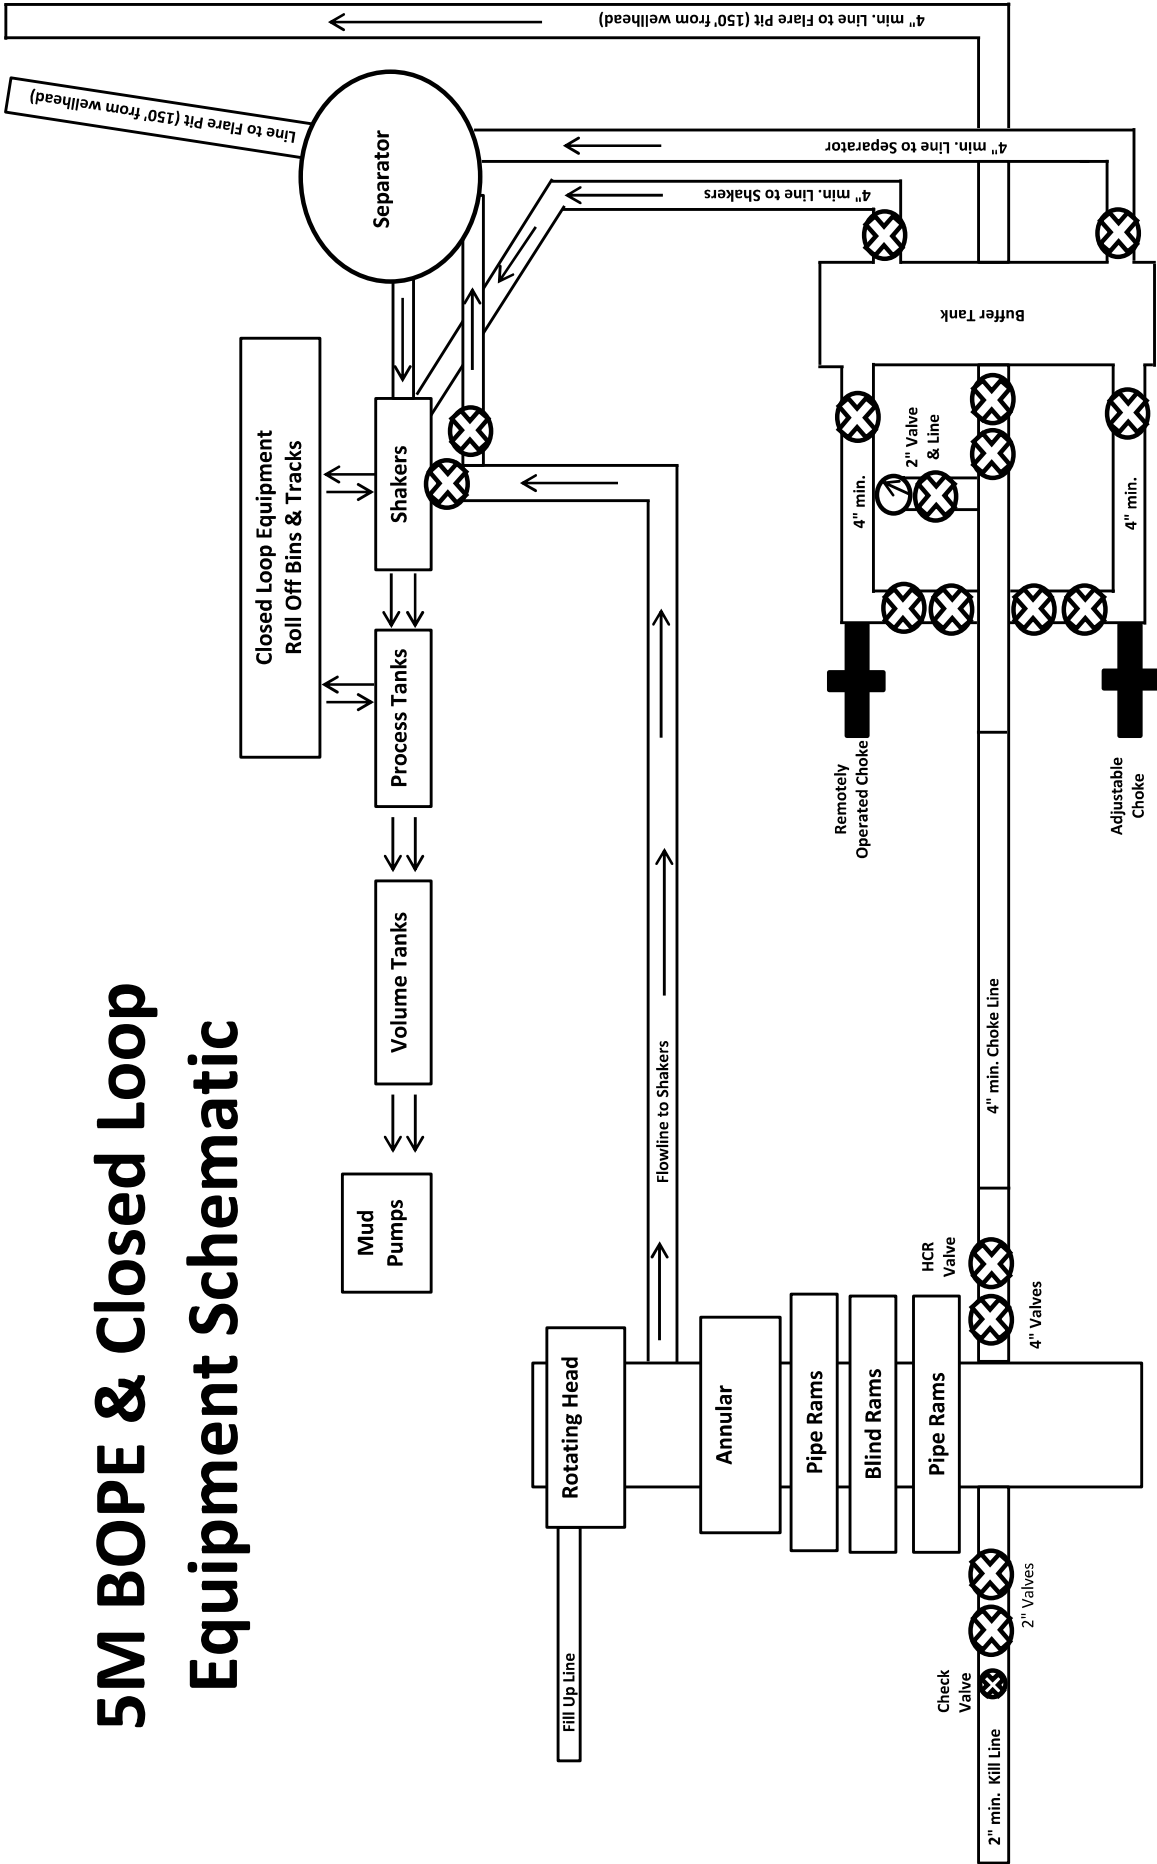 5M BOPE & Closed Loop
Equipment Schematic
Closed Loop Equipment
Roll Off Bins & Tracks
Mud
Pumps
Volume Tanks
Process Tanks
Shakers
Separator
Line to Flare Pit (150' from wellhead)
4" min. Line to Flare Pit (150' from wellhead)
4" min. Line to Separator
4" min. Line to Shakers
Fill Up Line
Rotating Head
Flowline to Shakers
Annular
Pipe Rams
Blind Rams
Pipe Rams
Remotely
Operated Choke
4" min.
2" Valve
& Line
Buffer Tank
HCR
Valve
Check
Valve
2" min. Kill Line
2" Valves
4" Valves
4" min. Choke Line
Adjustable
Choke
4" min.